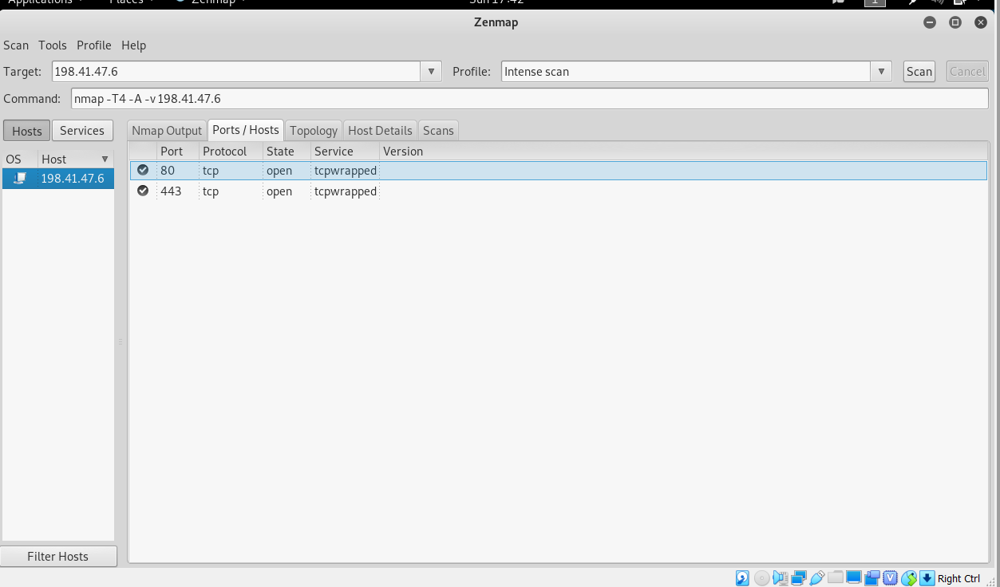 Applications Places Zenmap Sun 17:42 1
Zenmap
Scan Tools Profile Help
Target: 198.41.47.6 Profile: Intense scan Scan Cancel
Command: nmap -T4 -A -v 198.41.47.6
Hosts Services Nmap Output Ports / Hosts Topology Host Details Scans
OS Host Port Protocol State Service Version
198.41.47.6 80 tcp open tcpwrapped
443 tcp open tcpwrapped
Filter Hosts
Right Ctrl